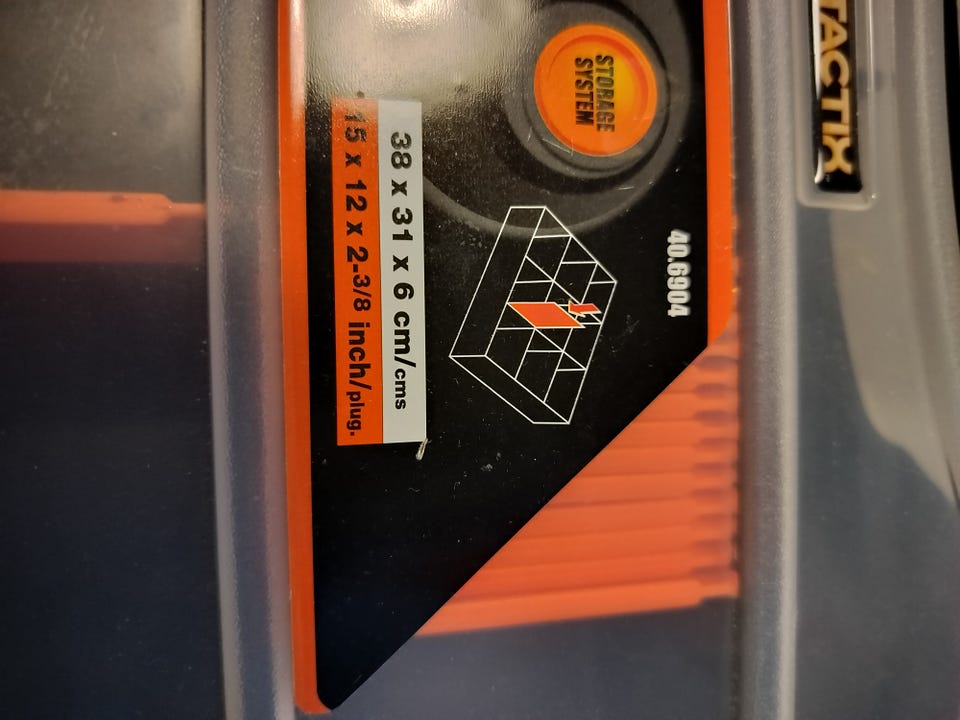 TACTIX
STORAGE
SYSTEM
40.6904
38 x 31 x 6 cm/cms
15 x 12 x 2-3/8 inch/plug.